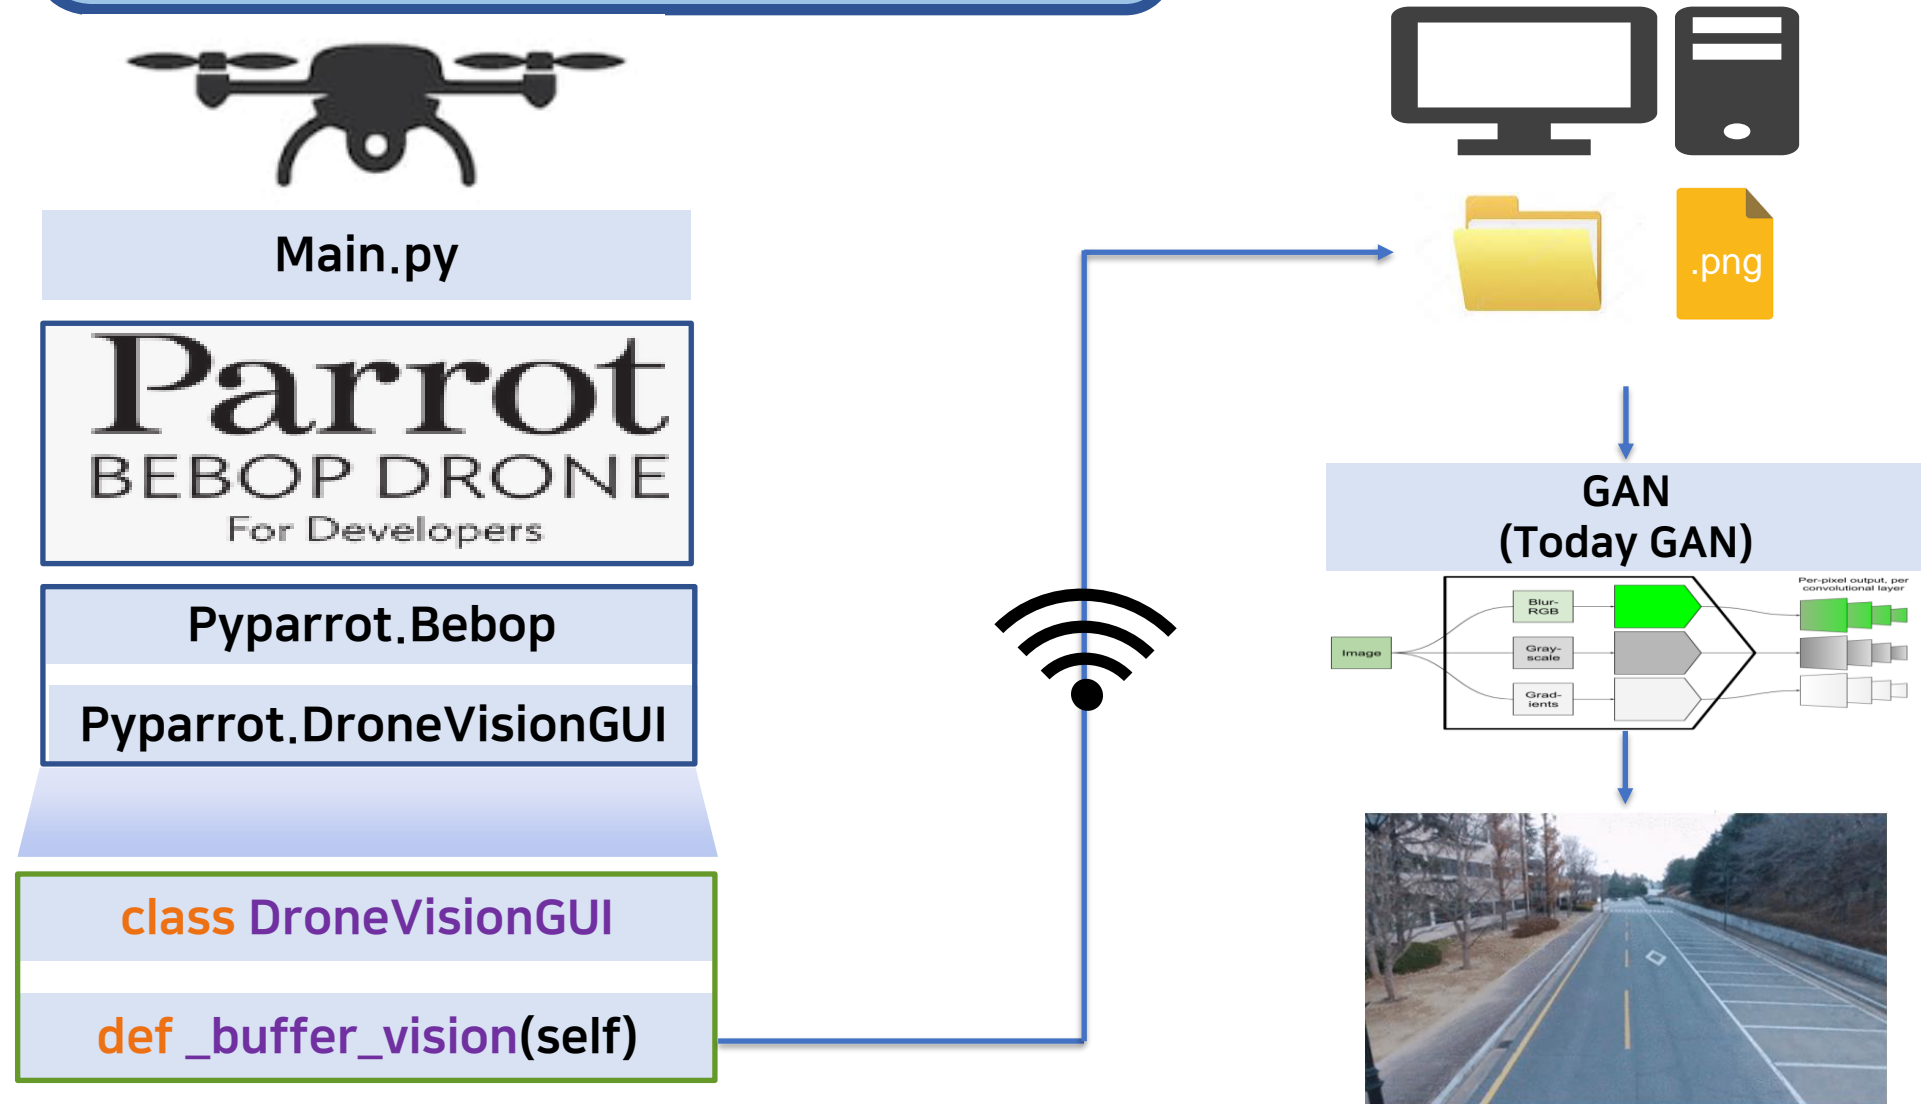 Main.py
Parrot
BEBOP DRONE
For Developers
Pyparrot.Bebop
Pyparrot.DroneVisionGUI
class DroneVisionGUI
def _buffer_vision(self)
.png
GAN
(Today GAN)
Per-pixel output, per
convolutional layer
Image
Blur-
RGB
Gray-
scale
Grad-
ients